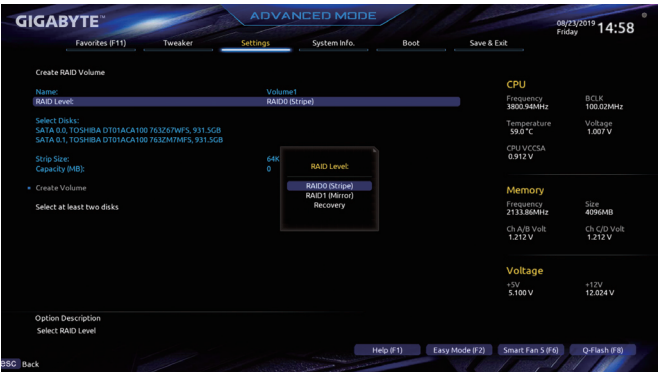 GIGABYTE™
ADVANCED MODE
08/23/2019
Friday
14:58
Favorites (F11) Tweaker Settings System Info. Boot Save & Exit
Create RAID Volume
Name: Volume1
RAID Level: RAID0 (Stripe)
Select Disks:
SATA 0.0, TOSHIBA DT01ACA100 763Z67WFS, 931.5GB
SATA 0.1, TOSHIBA DT01ACA100 763ZM7MFS, 931.5GB
Strip Size: 64K
Capacity (MB): 0
Create Volume
Select at least two disks
RAID Level:
RAID0 (Stripe)
RAID1 (Mirror)
Recovery
CPU
Frequency BCLK
3800.94MHz 100.02MHz
Temperature Voltage
59.0°C 1.007 V
CPU VCCSA
0.912 V
Memory
Frequency Size
2133.86MHz 4096MB
Ch A/B Volt Ch C/D Volt
1.212 V 1.212 V
Voltage
+5V +12V
5.100 V 12.024 V
Option Description
Select RAID Level
Help (F1) Easy Mode (F2) Smart Fan 5 (F6) Q-Flash (F8)
esc Back